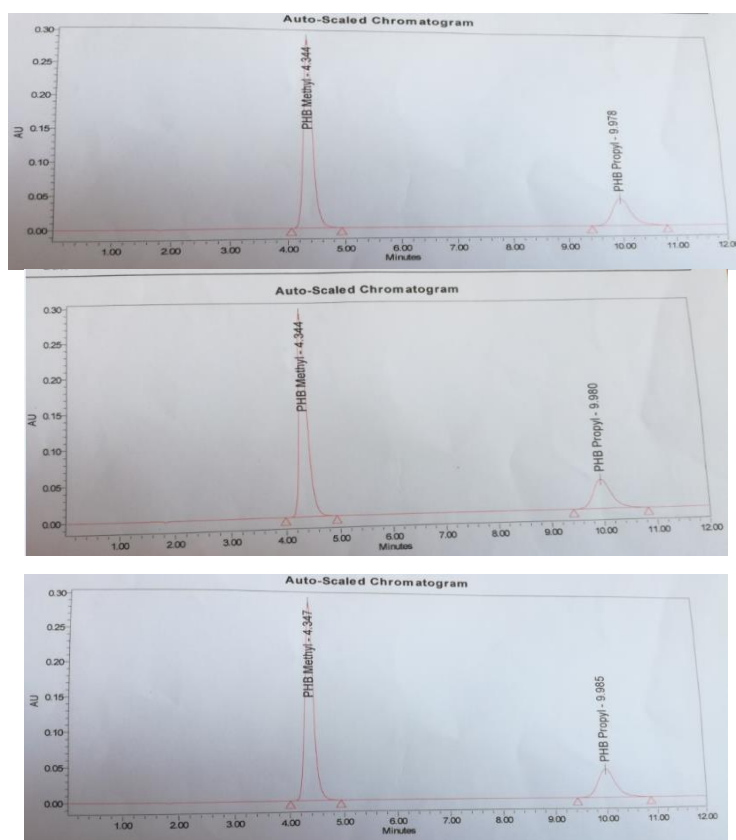 Auto-Scaled Chromatogram
0.30
0.25
0.20
0.15
0.10
0.05
0.00
AU
PHB Methyl - 4.344
PHB Propyl - 9.978
1.00 2.00 3.00 4.00 5.00 6.00 7.00 8.00 9.00 10.00 11.00 12.00
Minutes
Auto-Scaled Chromatogram
0.30
0.25
0.20
0.15
0.10
0.05
0.00
AU
PHB Methyl - 4.344
PHB Propyl - 9.980
1.00 2.00 3.00 4.00 5.00 6.00 7.00 8.00 9.00 10.00 11.00 12.00
Minutes
Auto-Scaled Chromatogram
0.30
0.25
0.20
0.15
0.10
0.05
0.00
AU
PHB Methyl - 4.347
PHB Propyl - 9.985
1.00 2.00 3.00 4.00 5.00 6.00 7.00 8.00 9.00 10.00 11.00 12.00
Minutes